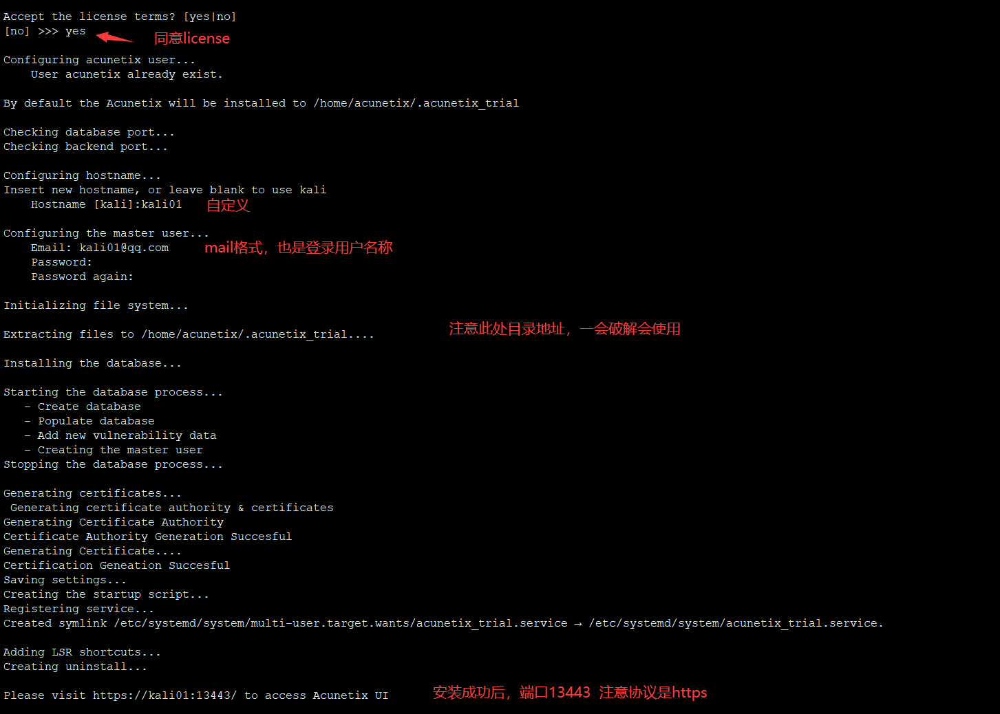 Accept the license terms? [yes|no]
[no] >>> yes
同意license
Configuring acunetix user...
User acunetix already exist.
By default the Acunetix will be installed to /home/acunetix/.acunetix_trial
Checking database port...
Checking backend port...
Configuring hostname...
Insert new hostname, or leave blank to use kali
Hostname [kali]:kali01
自定义
Configuring the master user...
Email: kali01@qq.com
mail格式，也是登录用户名称
Password:
Password again:
Initializing file system...
注意此处目录地址，一会破解会使用
Extracting files to /home/acunetix/.acunetix_trial....
Installing the database...
Starting the database process...
- Create database
- Populate database
- Add new vulnerability data
- Creating the master user
Stopping the database process...
Generating certificates...
Generating certificate authority & certificates
Generating Certificate Authority
Certificate Authority Generation Succesful
Generating Certificate....
Certification Geneation Succesful
Saving settings...
Creating the startup script...
Registering service...
Created symlink /etc/systemd/system/multi-user.target.wants/acunetix_trial.service → /etc/systemd/system/acunetix_trial.service.
Adding LSR shortcuts...
Creating uninstall...
Please visit https://kali01:13443/ to access Acunetix UI
安装成功后，端口13443 注意协议是https